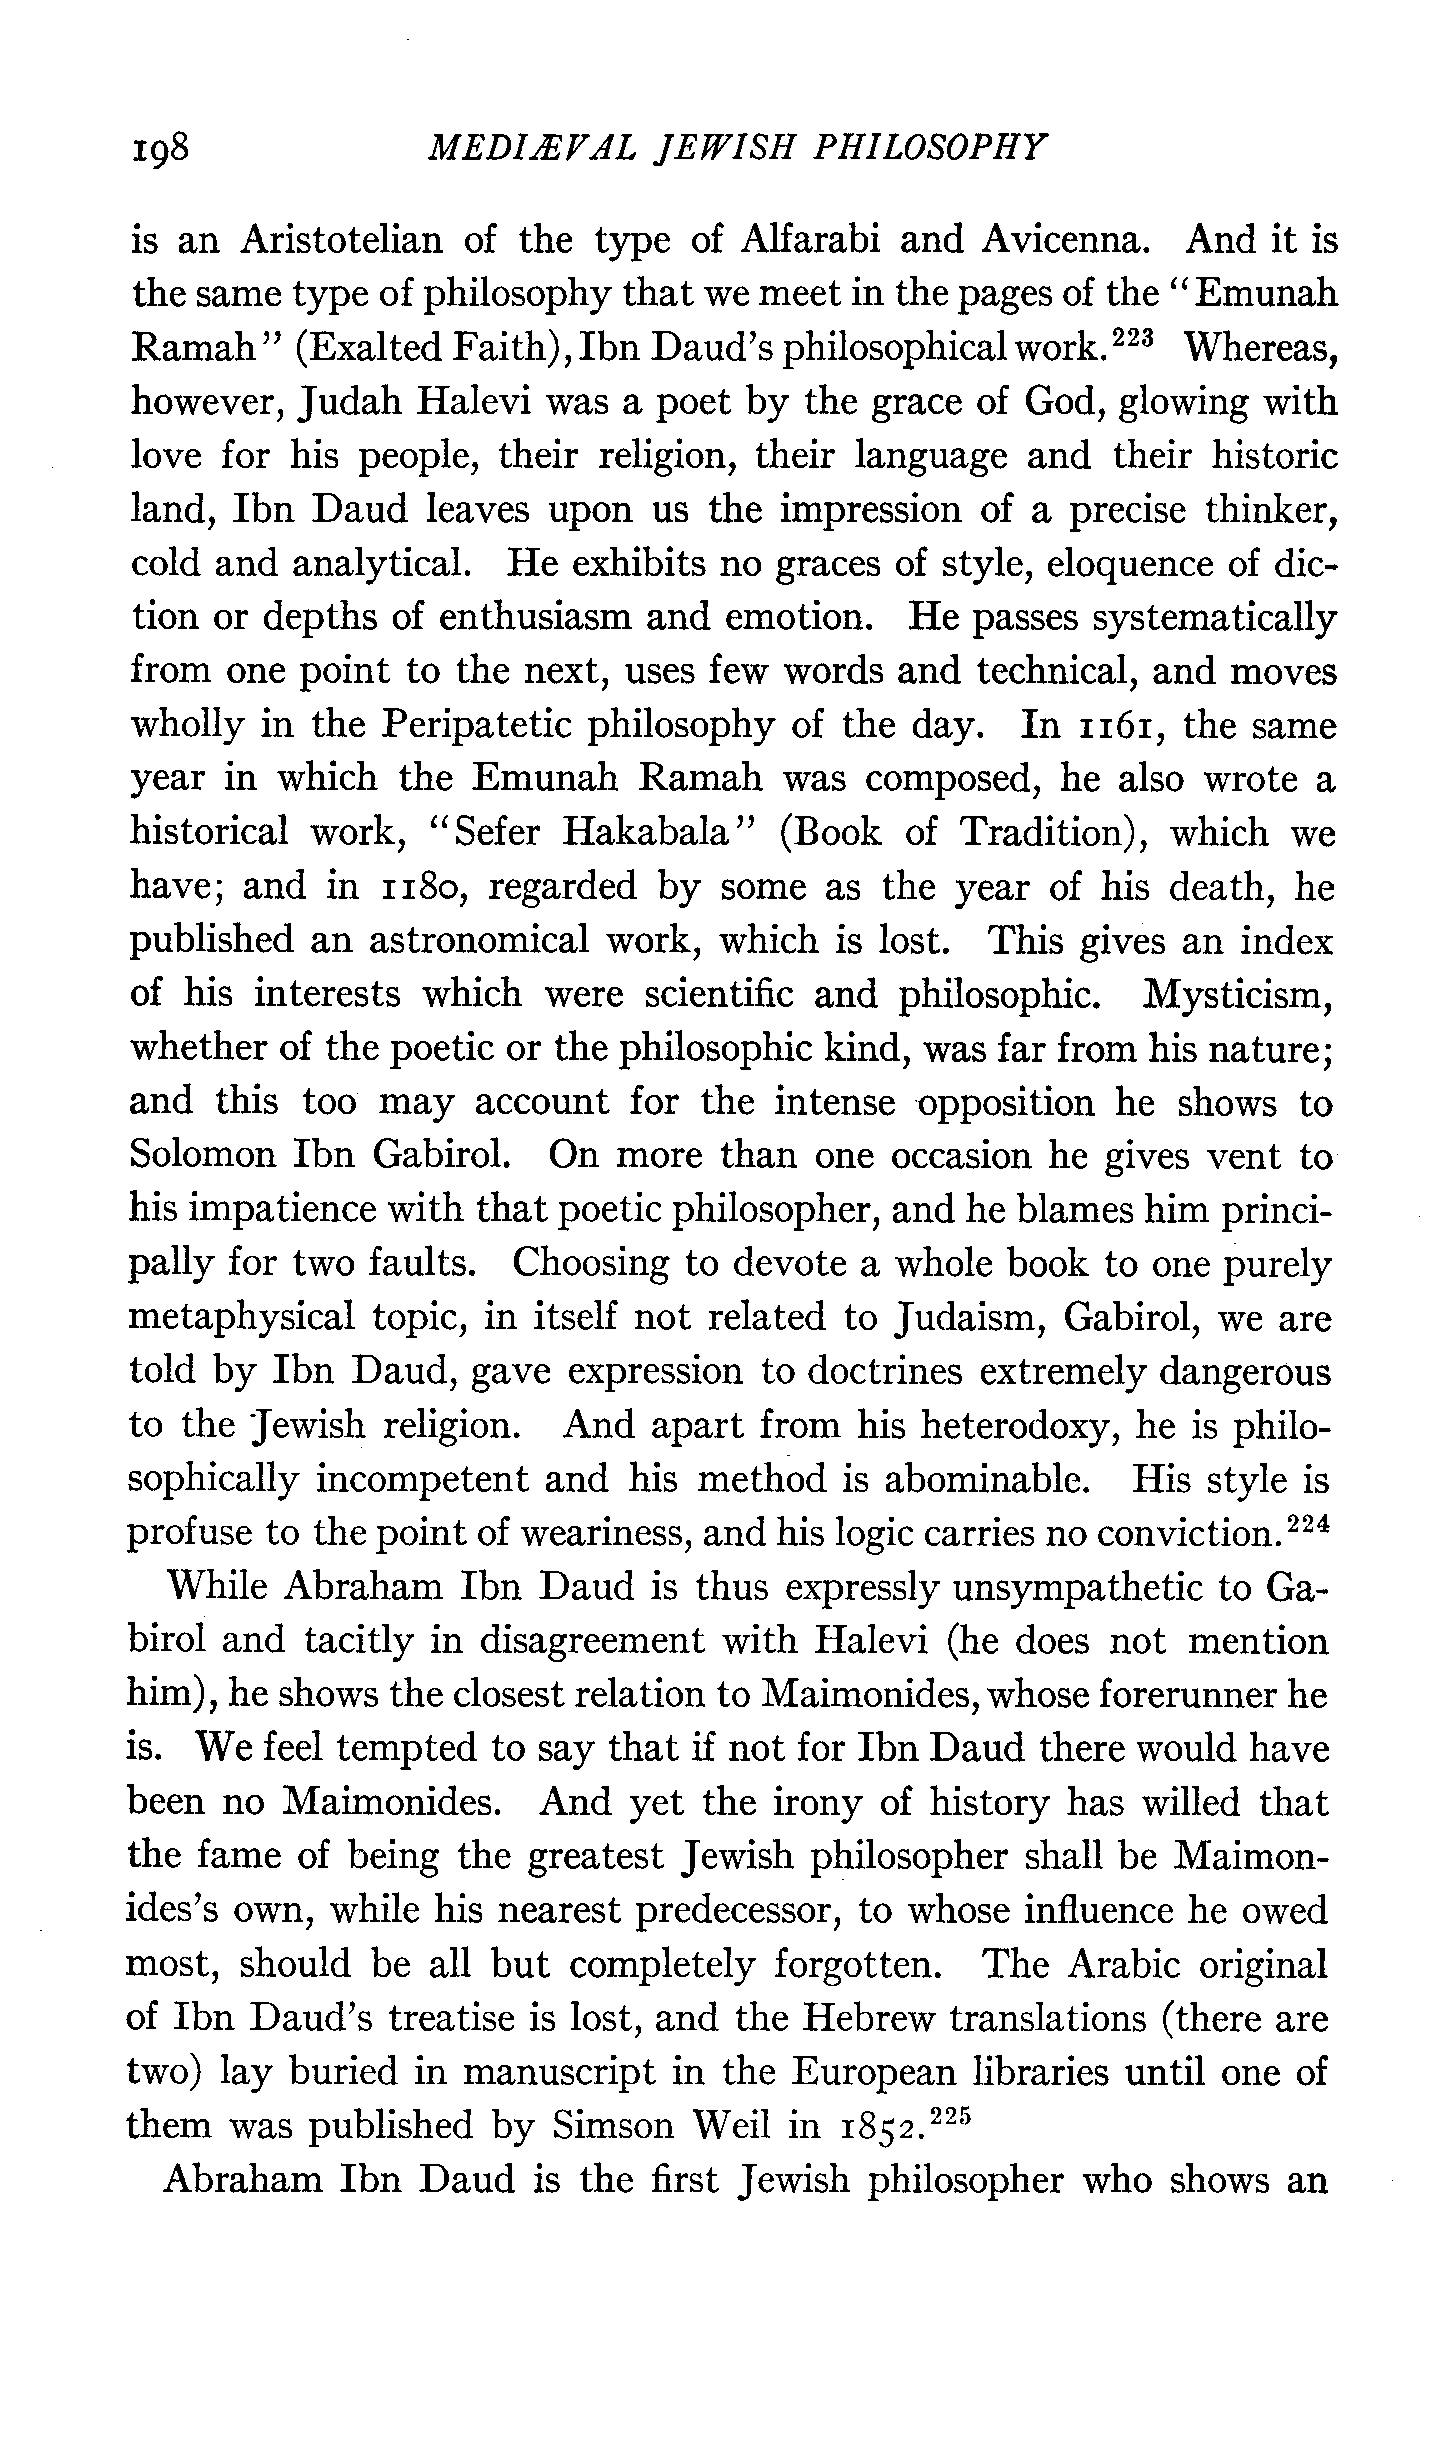 198 MEDIÆVAL JEWISH PHILOSOPHY
is an Aristotelian of the type of Alfarabi and Avicenna. And it is
the same type of philosophy that we meet in the pages of the "Emunah
Ramah" (Exalted Faith), Ibn Daud's philosophical work.²²³ Whereas,
however, Judah Halevi was a poet by the grace of God, glowing with
love for his people, their religion, their language and their historic
land, Ibn Daud leaves upon us the impression of a precise thinker,
cold and analytical. He exhibits no graces of style, eloquence of dic-
tion or depths of enthusiasm and emotion. He passes systematically
from one point to the next, uses few words and technical, and moves
wholly in the Peripatetic philosophy of the day. In 1161, the same
year in which the Emunah Ramah was composed, he also wrote a
historical work, "Sefer Hakabala" (Book of Tradition), which we
have; and in 1180, regarded by some as the year of his death, he
published an astronomical work, which is lost. This gives an index
of his interests which were scientific and philosophic. Mysticism,
whether of the poetic or the philosophic kind, was far from his nature;
and this too may account for the intense opposition he shows to
Solomon Ibn Gabirol. On more than one occasion he gives vent to
his impatience with that poetic philosopher, and he blames him princi-
pally for two faults. Choosing to devote a whole book to one purely
metaphysical topic, in itself not related to Judaism, Gabirol, we are
told by Ibn Daud, gave expression to doctrines extremely dangerous
to the Jewish religion. And apart from his heterodoxy, he is philo-
sophically incompetent and his method is abominable. His style is
profuse to the point of weariness, and his logic carries no conviction.²²⁴
While Abraham Ibn Daud is thus expressly unsympathetic to Ga-
birol and tacitly in disagreement with Halevi (he does not mention
him), he shows the closest relation to Maimonides, whose forerunner he
is. We feel tempted to say that if not for Ibn Daud there would have
been no Maimonides. And yet the irony of history has willed that
the fame of being the greatest Jewish philosopher shall be Maimon-
ides's own, while his nearest predecessor, to whose influence he owed
most, should be all but completely forgotten. The Arabic original
of Ibn Daud's treatise is lost, and the Hebrew translations (there are
two) lay buried in manuscript in the European libraries until one of
them was published by Simson Weil in 1852.²²⁵
Abraham Ibn Daud is the first Jewish philosopher who shows an